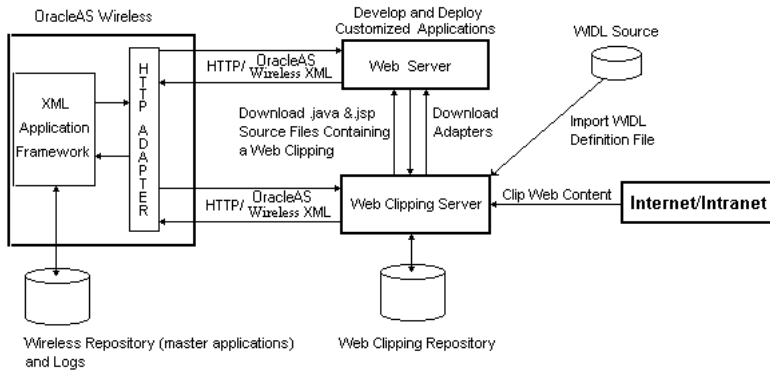 OracleAS Wireless
Develop and Deploy
Customized Applications
WIDL Source
HTTP ADAPTER
XML
Application
Framework
HTTP/ OracleAS
Wireless XML
Web Server
Download .java &.jsp
Source Files Containing
a Web Clipping
Download
Adapters
Import WIDL
Definition File
HTTP/ OracleAS
Wireless XML
Web Clipping Server
Clip Web Content
Internet/Intranet
Wireless Repository (master applications)
and Logs
Web Clipping Repository